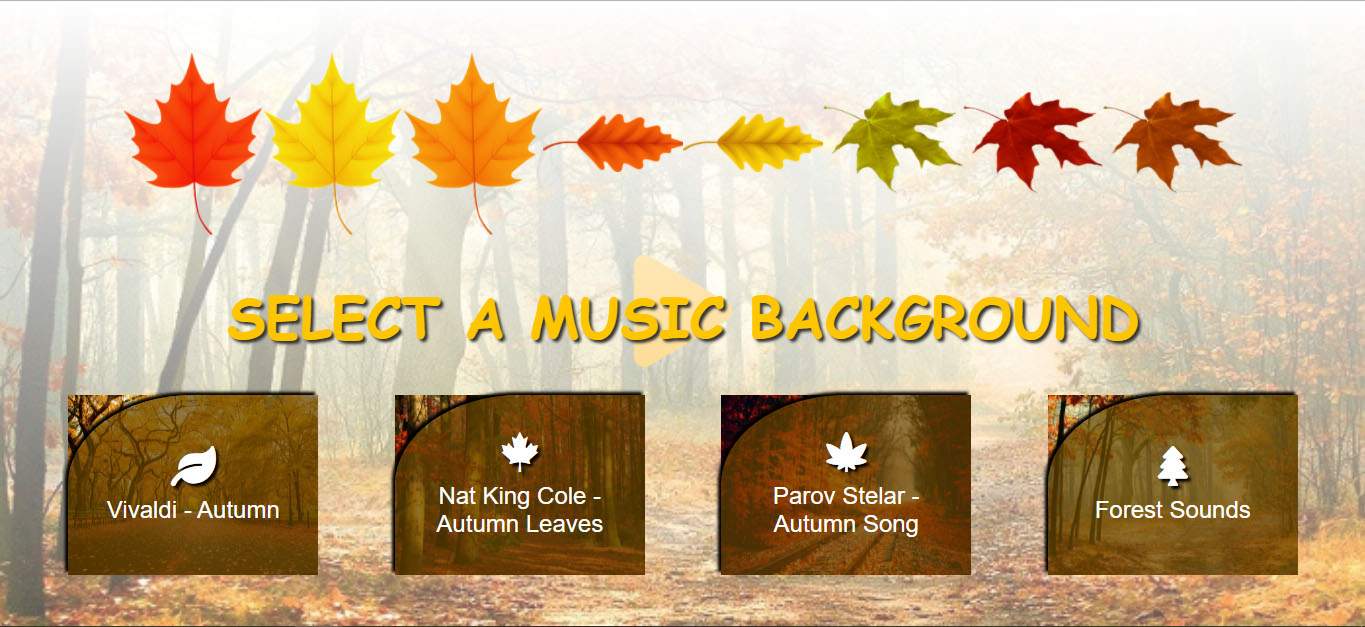 SELECT A MUSIC BACKGROUND
Vivaldi - Autumn
Nat King Cole -
Autumn Leaves
Parov Stelar -
Autumn Song
Forest Sounds